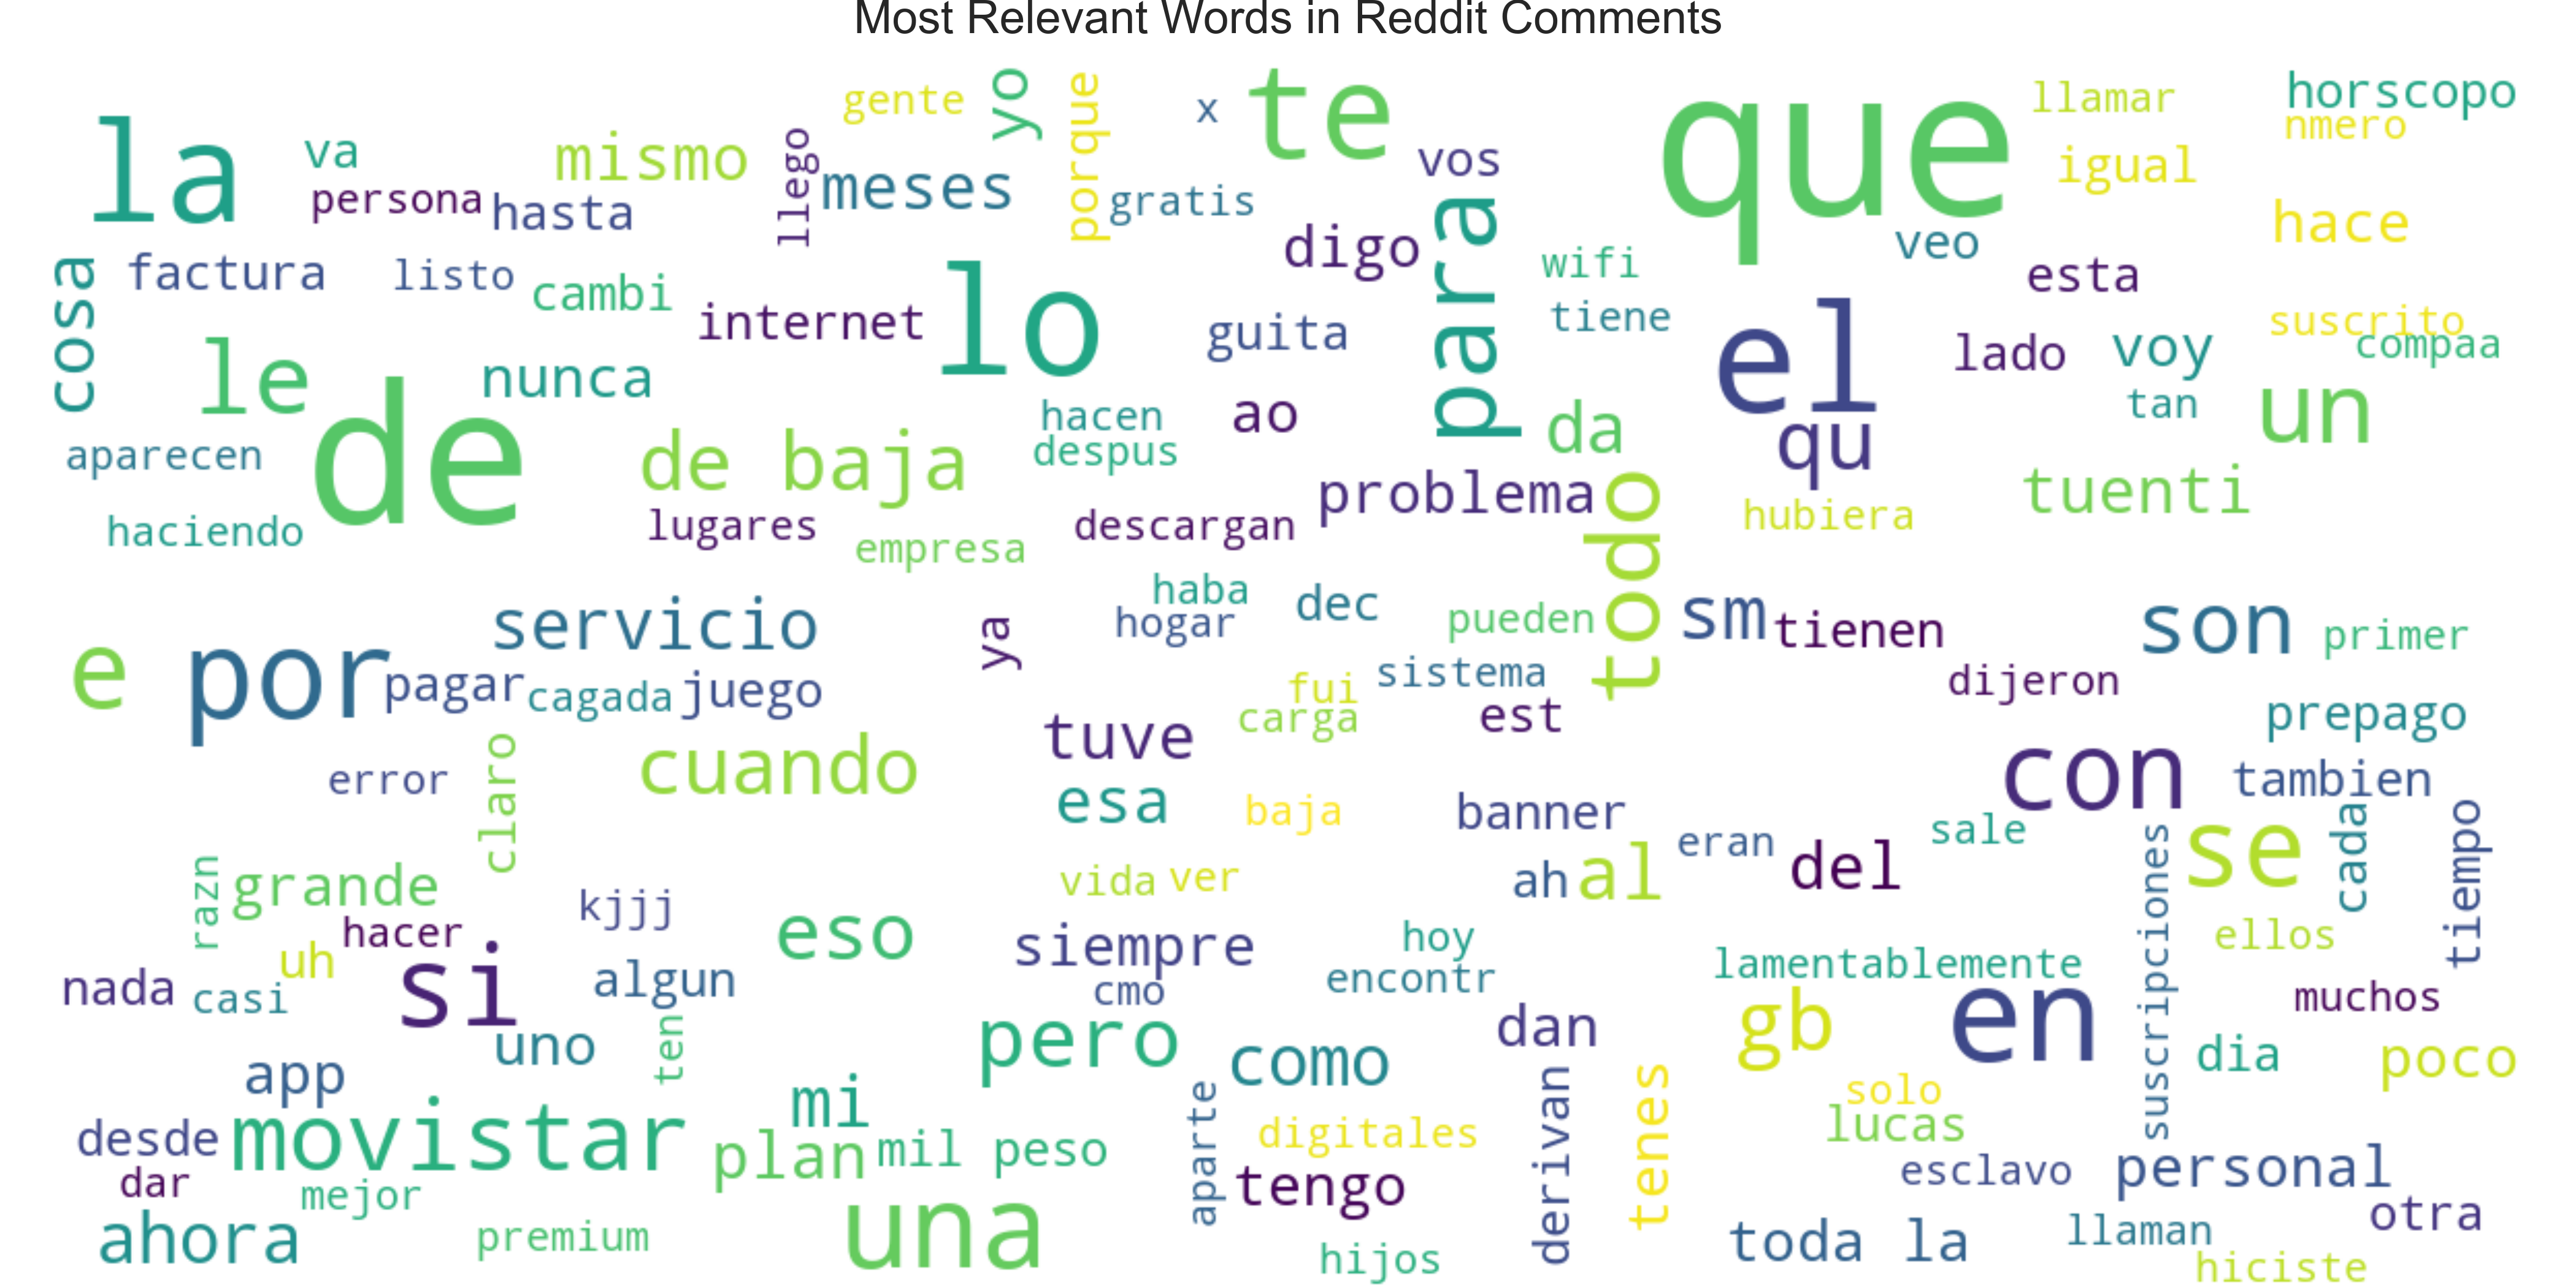 Most Relevant Words in Reddit Comments
la
va
persona
hasta
mismo
llego
gente
meses
yo
porque
x
gratis
te
vos
digo
para
que
llamar
horscopo
nmero
igual
hace
veo
esta
cosa
factura
listo
cambi
internet
lo
guita
wifi
tiene
el
lado
voy
suscrito
compaa
tan
un
le
nunca
de
aparecen
haciendo
de baja
lugares
empresa
hacen
despus
ao
descargan
problema
da
todo
qu
hubiera
tuenti
servicio
ya
haba
hogar
dec
pueden
sm
tienen
son
primer
e
por
pagar
cagada
juego
fui
sistema
carga
est
dijeron
prepago
tuve
error
claro
cuando
esa
baja
banner
con
tambien
eran
sale
del
se
cada
tiempo
suscripciones
razn
grande
hacer
kjjj
eso
vida
ver
ah
al
siempre
hoy
encontr
cmo
lamentablemente
ellos
muchos
nada
uh
casi
si
algun
uno
ten
app
pero
como
dan
gb
en
dia
poco
solo
lucas
desde
movistar
mi
plan
mil
peso
aparte
digitales
tengo
derivan
tenes
esclavo
personal
otra
dar
mejor
ahora
premium
una
hijos
toda la
llaman
hiciste